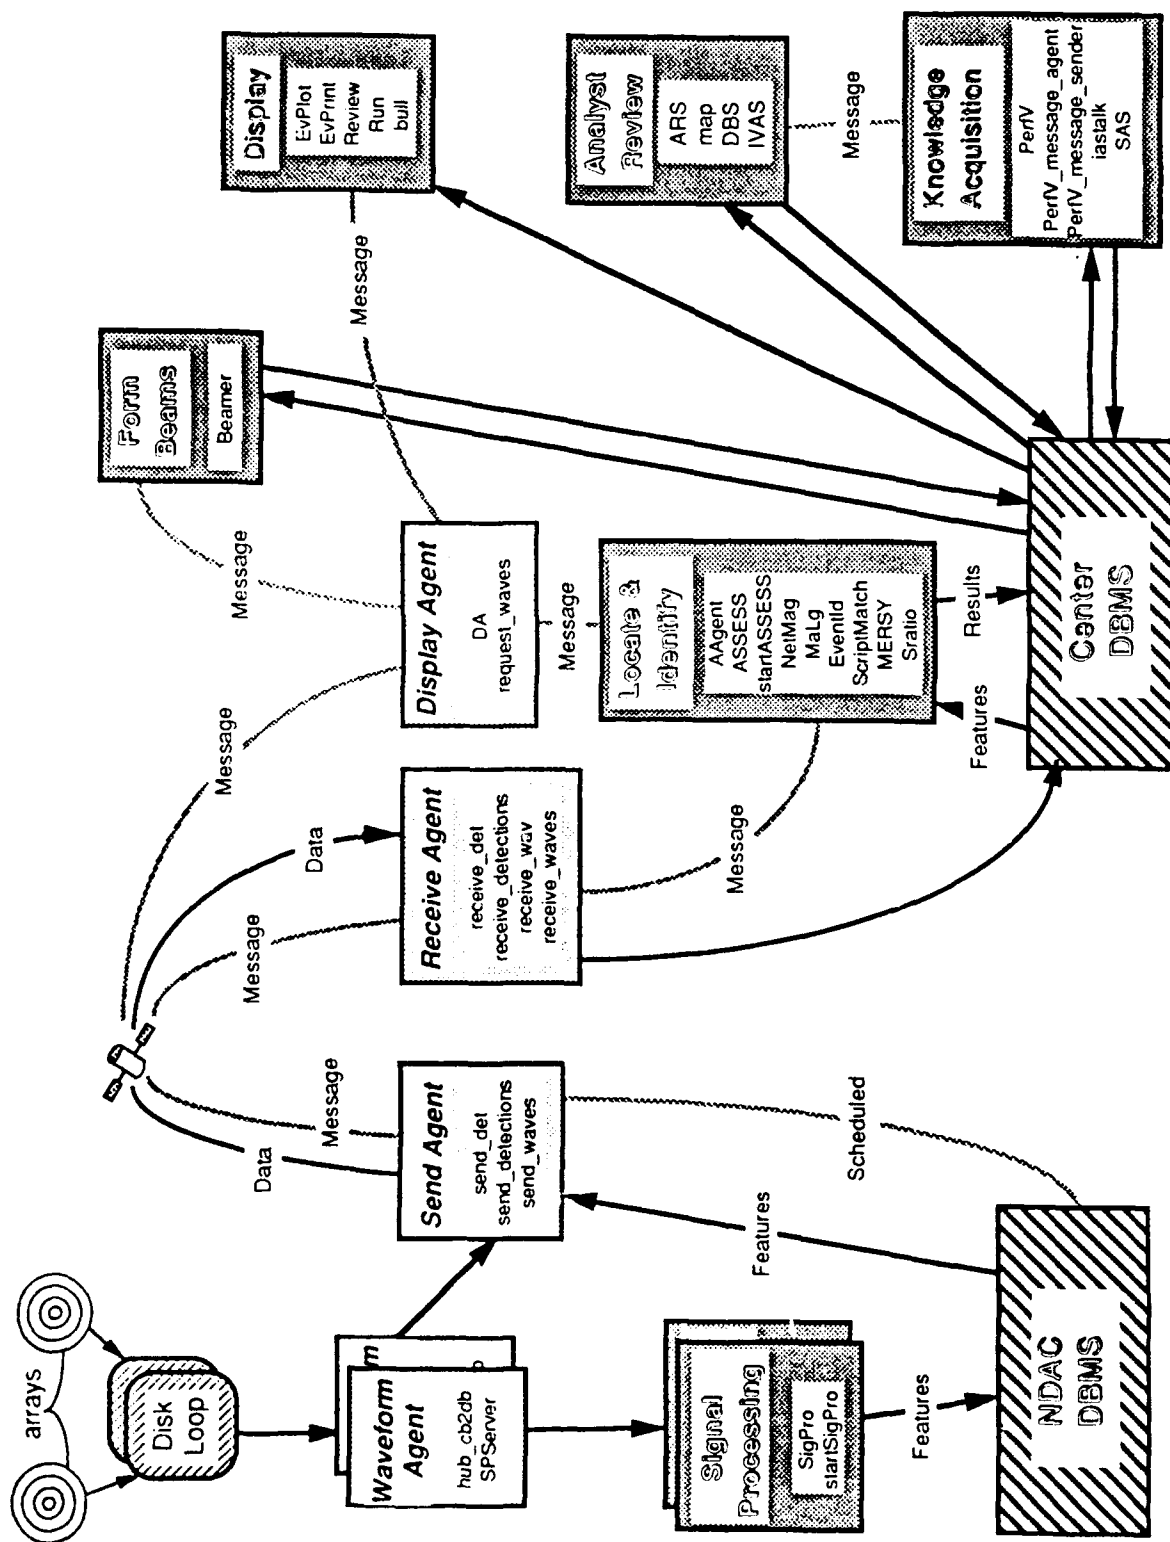 arrays
Disk
Loop
Waveform
Agent
hub_cb2db
SPServer
Signal
Processing
SigPro
startSigPro
Features
NDAC
DBMS
Features
Scheduled
Send Agent
send_det
send_detections
send_waves
Data
Message
Message
Data
Message
Receive Agent
receive_det
receive_detections
receive_wav
receive_waves
Message
Display Agent
DA
request_waves
Message
Message
Message
Form
Beams
Beamer
Locate &
Identify
AAgent
ASSESS
startASSESS
NetMag
MaLg
EventId
ScriptMatch
MERSY
Sratio
Features
Results
Center
DBMS
Display
EvPlot
EvPrint
Review
Run
bull
Analyst
Review
ARS
map
DBS
IVAS
Message
Knowledge
Acquisition
PerfV
PerfV_message_agent
PerfV_message_sender
iastalk
SAS